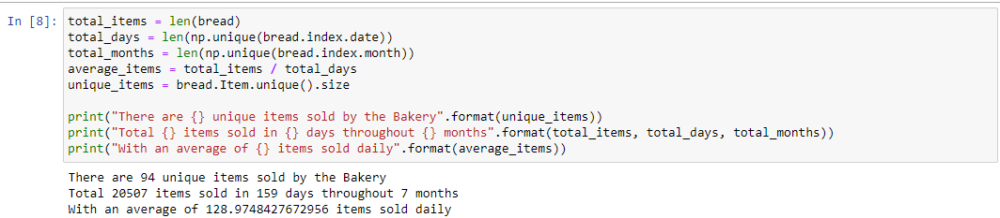 In [8]: total_items = len(bread)
total_days = len(np.unique(bread.index.date))
total_months = len(np.unique(bread.index.month))
average_items = total_items / total_days
unique_items = bread.Item.unique().size
print("There are {} unique items sold by the Bakery".format(unique_items))
print("Total {} items sold in {} days throughout {} months".format(total_items, total_days, total_months))
print("With an average of {} items sold daily".format(average_items))
There are 94 unique items sold by the Bakery
Total 20507 items sold in 159 days throughout 7 months
With an average of 128.9748427672956 items sold daily